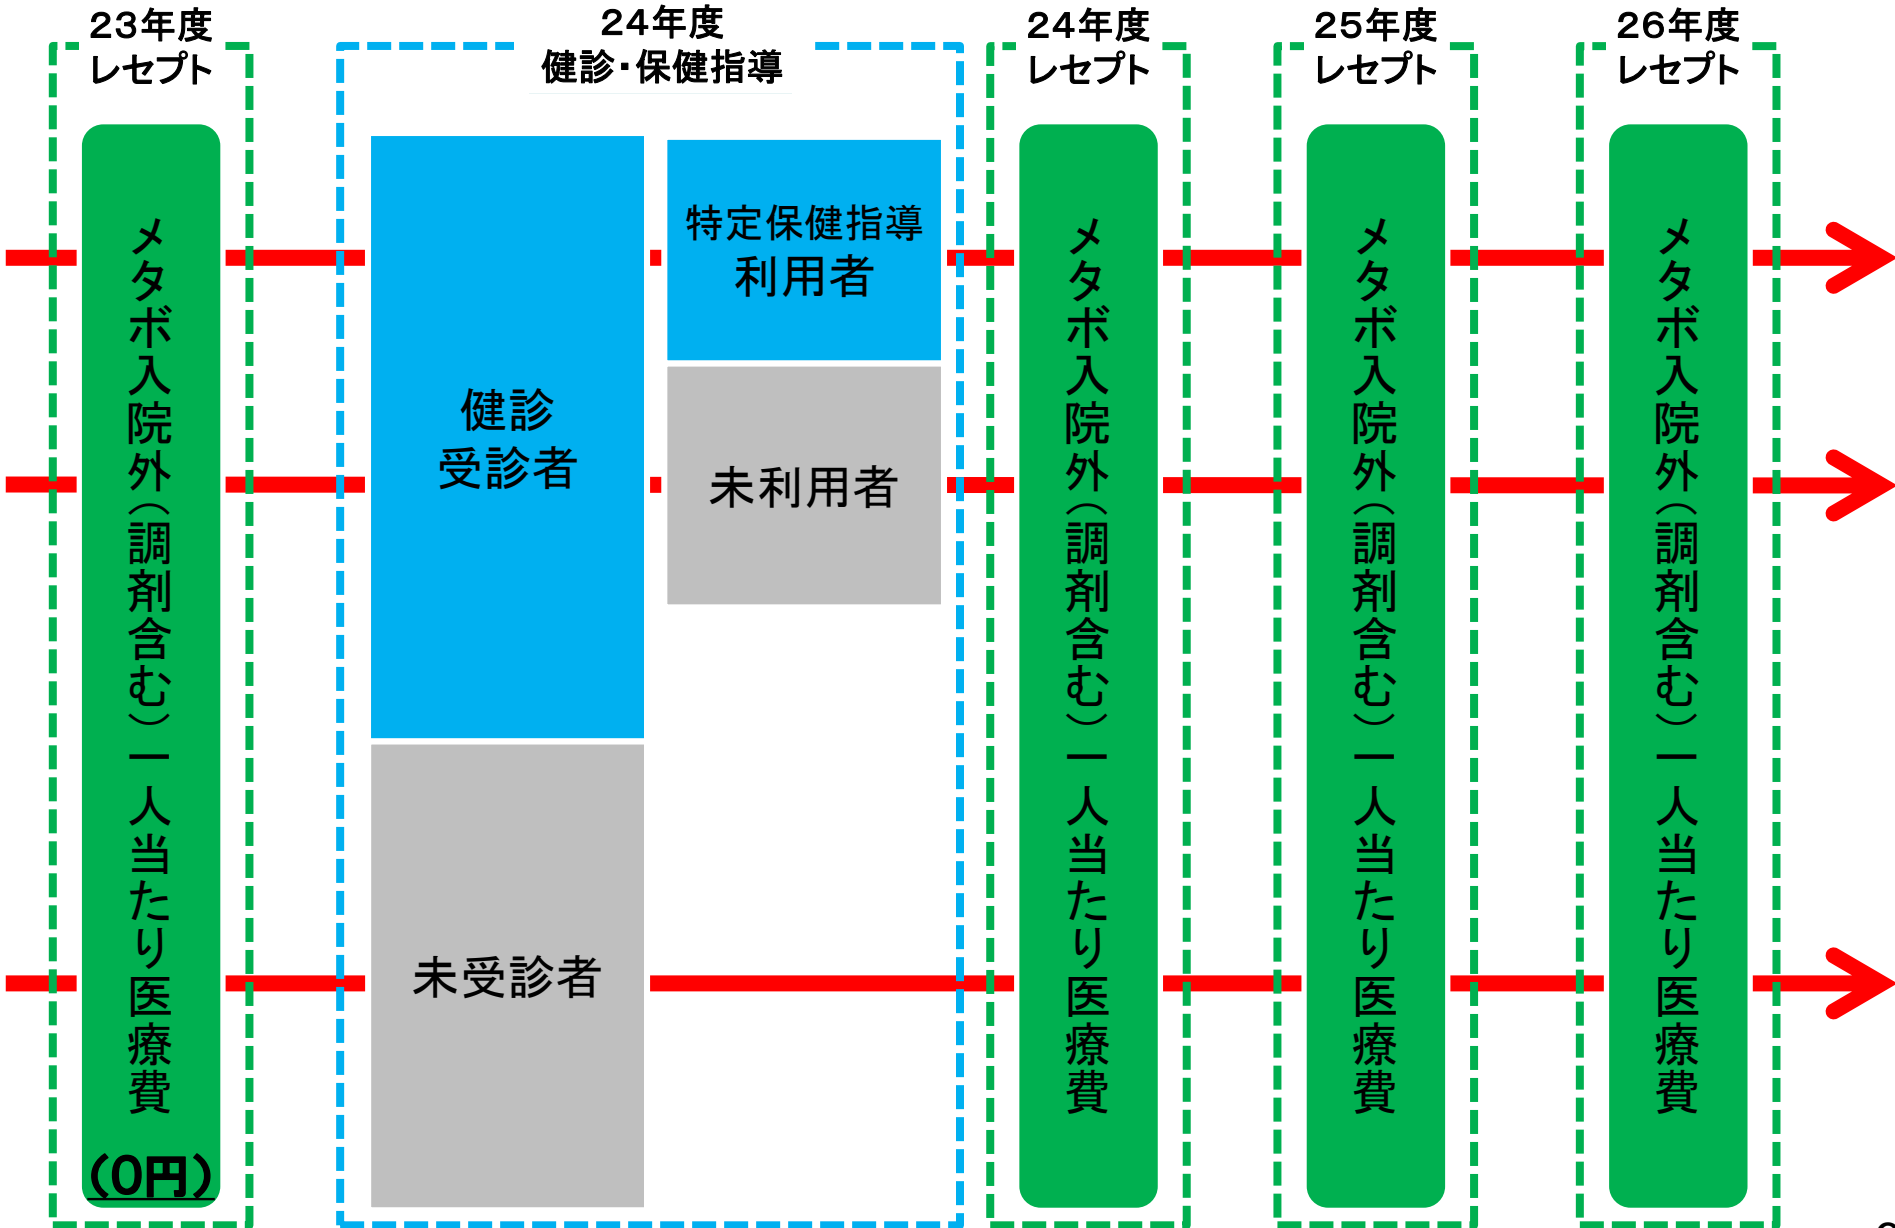 23年度
レセプト
メタボ入院外（調剤含む）一人当たり医療費
（0円）
24年度
健診・保健指導
健診
受診者
特定保健指導
利用者
未利用者
未受診者
24年度
レセプト
メタボ入院外（調剤含む）一人当たり医療費
25年度
レセプト
メタボ入院外（調剤含む）一人当たり医療費
26年度
レセプト
メタボ入院外（調剤含む）一人当たり医療費